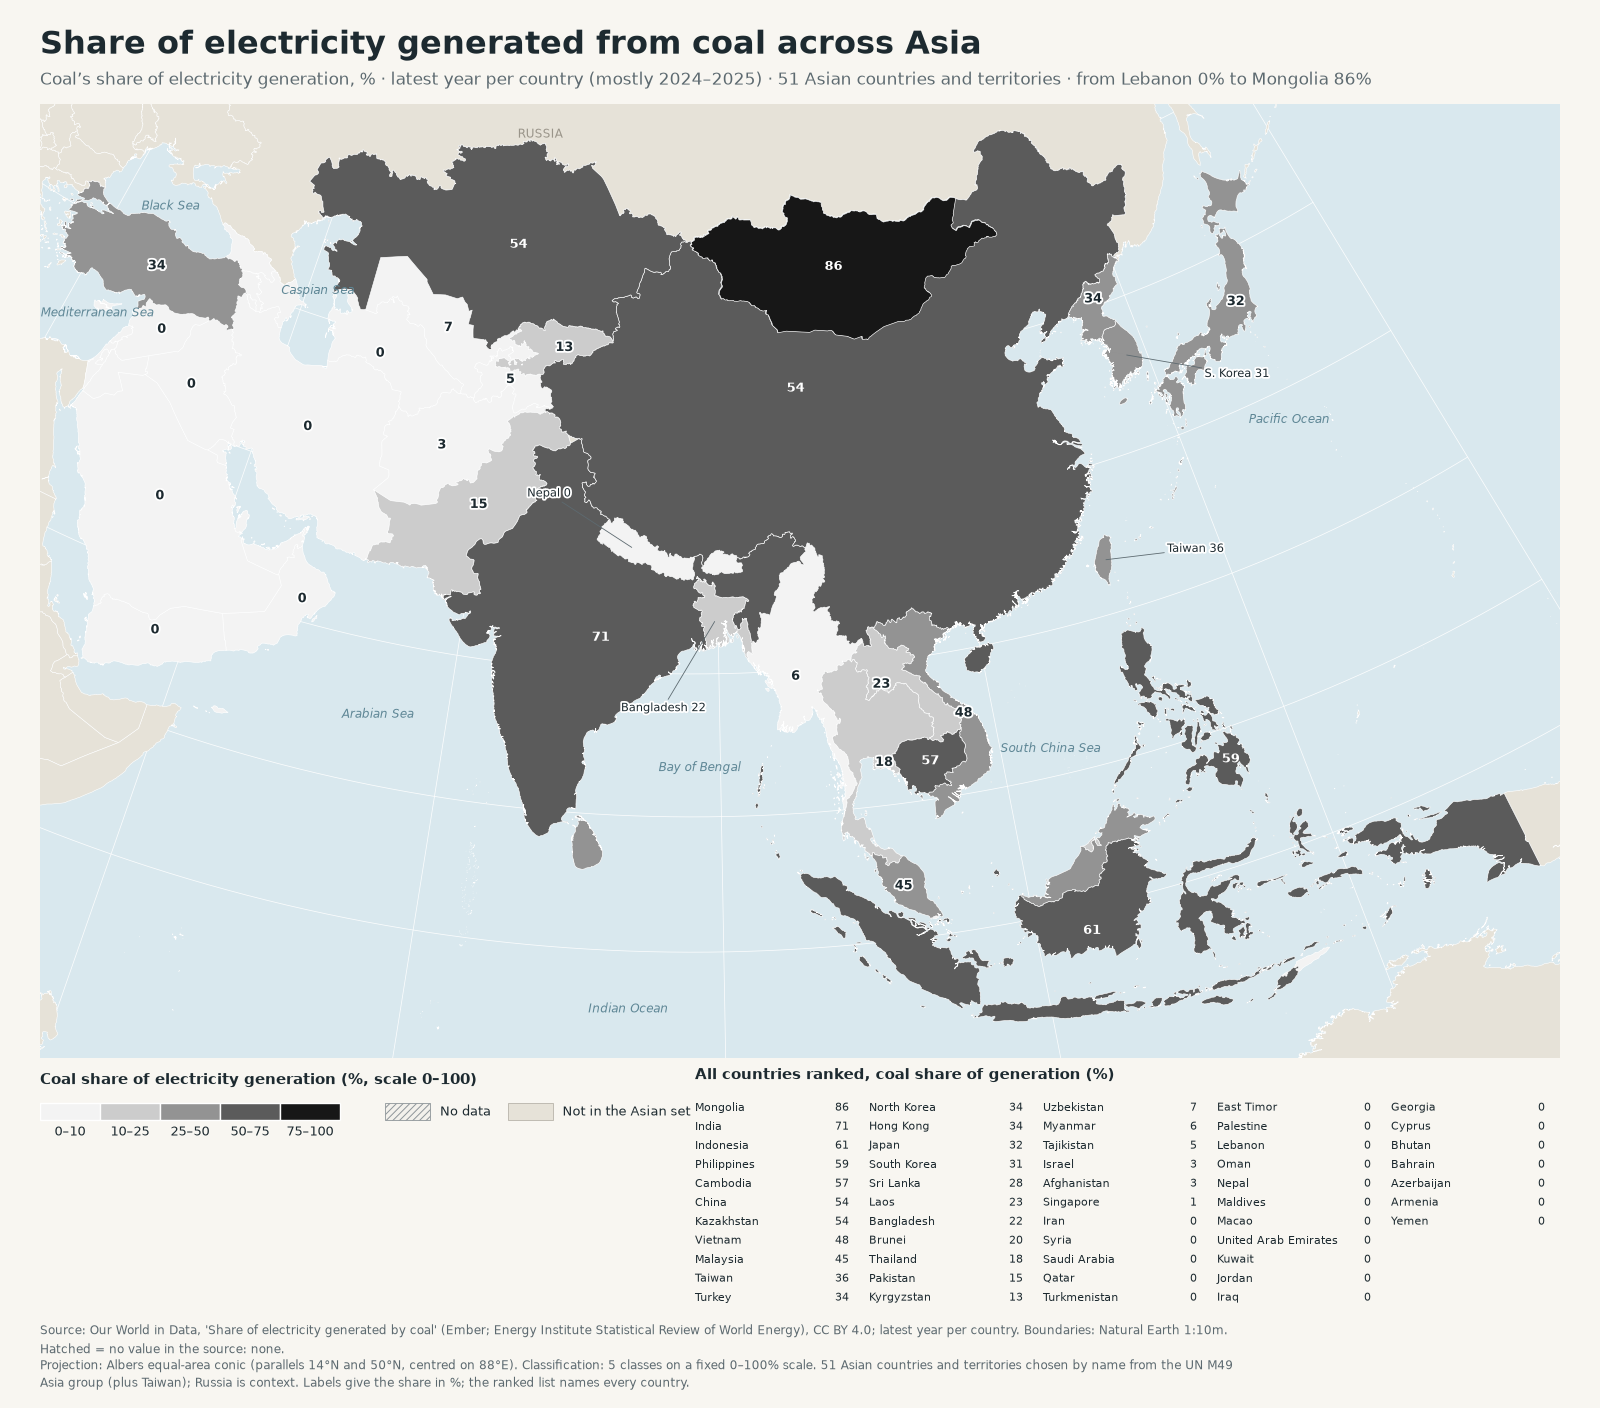 Share of electricity generated from coal across Asia
Coal’s share of electricity generation, % · latest year per country (mostly 2024–2025) · 51 Asian countries and territories · from Lebanon 0% to Mongolia 86%
RUSSIA
Black Sea
34
54
86
34
32
Caspian Sea
Mediterranean Sea
0
7
0
13
5
S. Korea 31
0
54
Pacific Ocean
0
3
0
15
Nepal 0
Taiwan 36
0
0
71
6
23
Bangladesh 22
48
Arabian Sea
South China Sea
Bay of Bengal
18
57
59
45
61
Indian Ocean
Coal share of electricity generation (%, scale 0–100)
0–10
10–25
25–50
50–75
75–100
No data
Not in the Asian set
All countries ranked, coal share of generation (%)
Mongolia 86
India 71
Indonesia 61
Philippines 59
Cambodia 57
China 54
Kazakhstan 54
Vietnam 48
Malaysia 45
Taiwan 36
Turkey 34
North Korea 34
Hong Kong 34
Japan 32
South Korea 31
Sri Lanka 28
Laos 23
Bangladesh 22
Brunei 20
Thailand 18
Pakistan 15
Kyrgyzstan 13
Uzbekistan 7
Myanmar 6
Tajikistan 5
Israel 3
Afghanistan 3
Singapore 1
Iran 0
Syria 0
Saudi Arabia 0
Qatar 0
Turkmenistan 0
East Timor 0
Palestine 0
Lebanon 0
Oman 0
Nepal 0
Maldives 0
Macao 0
United Arab Emirates 0
Kuwait 0
Jordan 0
Iraq 0
Georgia 0
Cyprus 0
Bhutan 0
Bahrain 0
Azerbaijan 0
Armenia 0
Yemen 0
Source: Our World in Data, 'Share of electricity generated by coal' (Ember; Energy Institute Statistical Review of World Energy), CC BY 4.0; latest year per country. Boundaries: Natural Earth 1:10m.
Hatched = no value in the source: none.
Projection: Albers equal-area conic (parallels 14°N and 50°N, centred on 88°E). Classification: 5 classes on a fixed 0–100% scale. 51 Asian countries and territories chosen by name from the UN M49
Asia group (plus Taiwan); Russia is context. Labels give the share in %; the ranked list names every country.